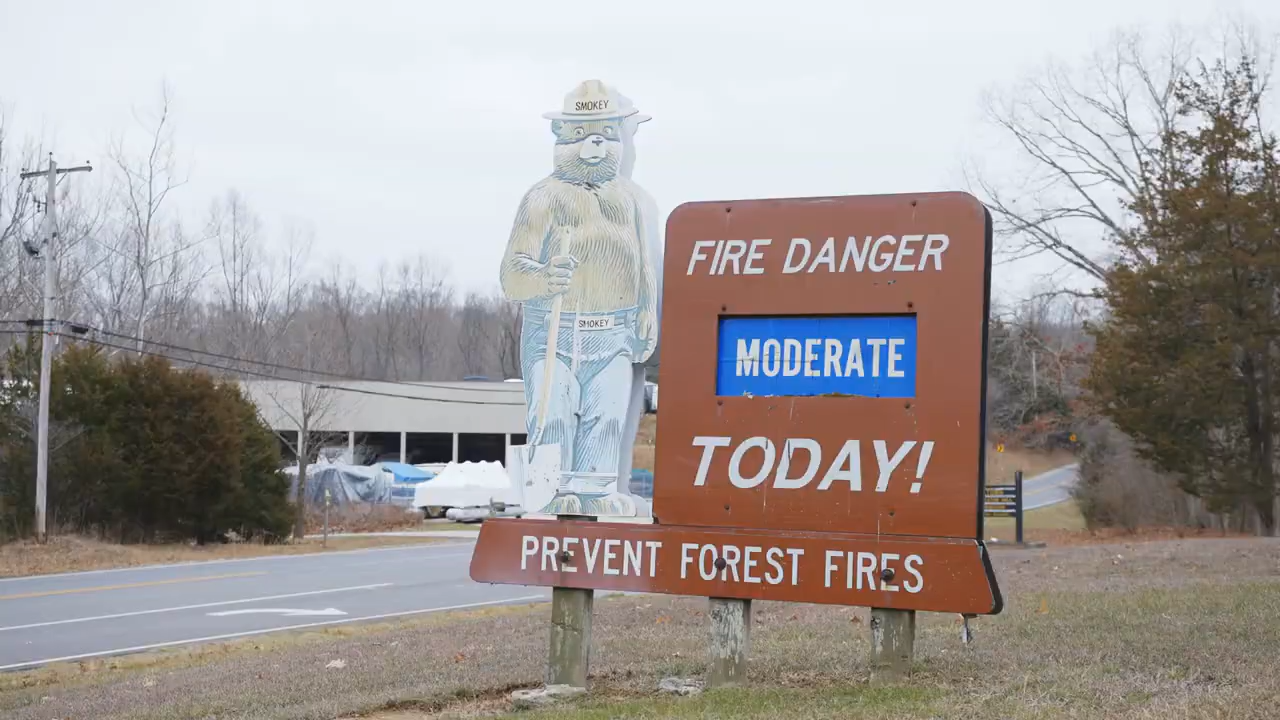 SMOKEY
SMOKEY
FIRE DANGER
MODERATE
TODAY!
PREVENT FOREST FIRES